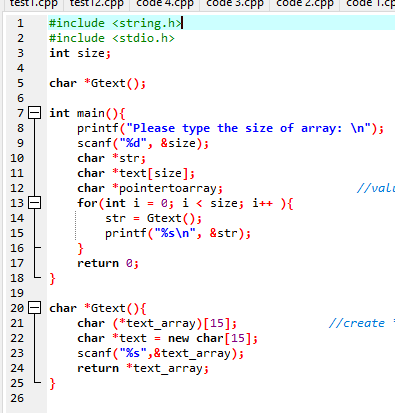 test1.cpp test12.cpp code 4.cpp code 3.cpp code 2.cpp code 1.cp
1 #include <string.h>
2 #include <stdio.h>
3 int size;
4
5 char *Gtext();
6
7 int main(){
8 printf("Please type the size of array: \n");
9 scanf("%d", &size);
10 char *str;
11 char *text[size];
12 char *pointertoarray; //valu
13 for(int i = 0; i < size; i++ ){
14 str = Gtext();
15 printf("%s\n", &str);
16 }
17 return 0;
18 }
19
20 char *Gtext(){
21 char (*text_array)[15]; //create *
22 char *text = new char[15];
23 scanf("%s",&text_array);
24 return *text_array;
25 }
26